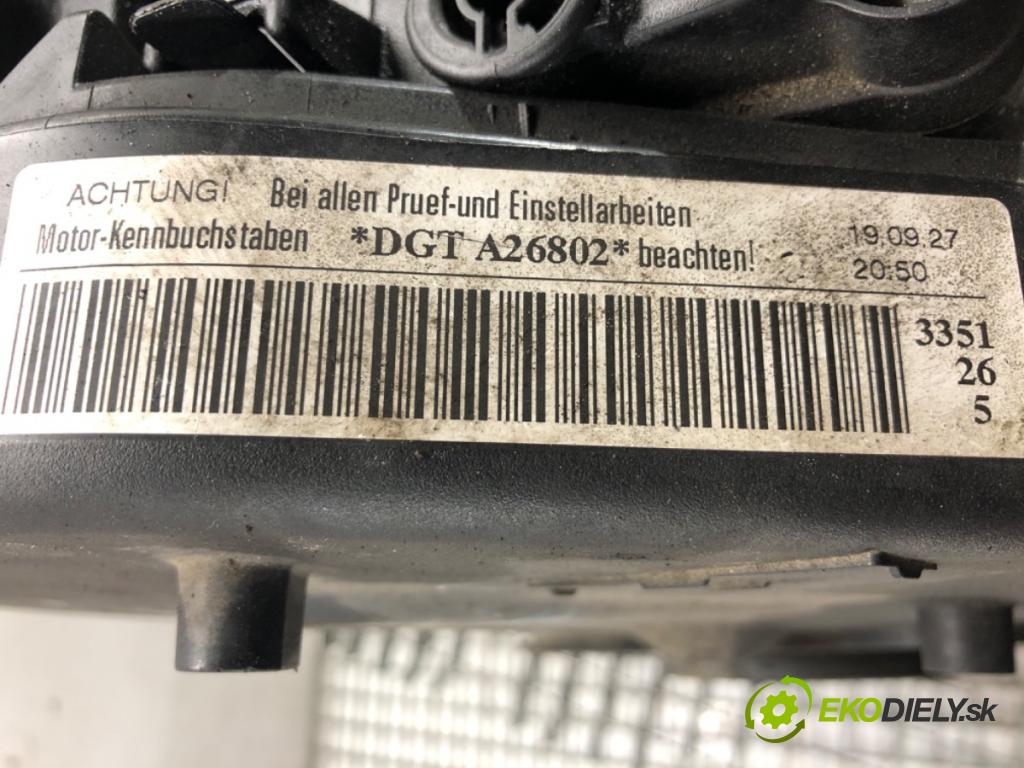 ACHTUNG! Bei allen Pruef-und Einstellarbeiten
Motor-Kennbuchstaben *DGT A26802* beachten!
19.09.27
20:50
3351
26
5
EKODIELY.sk